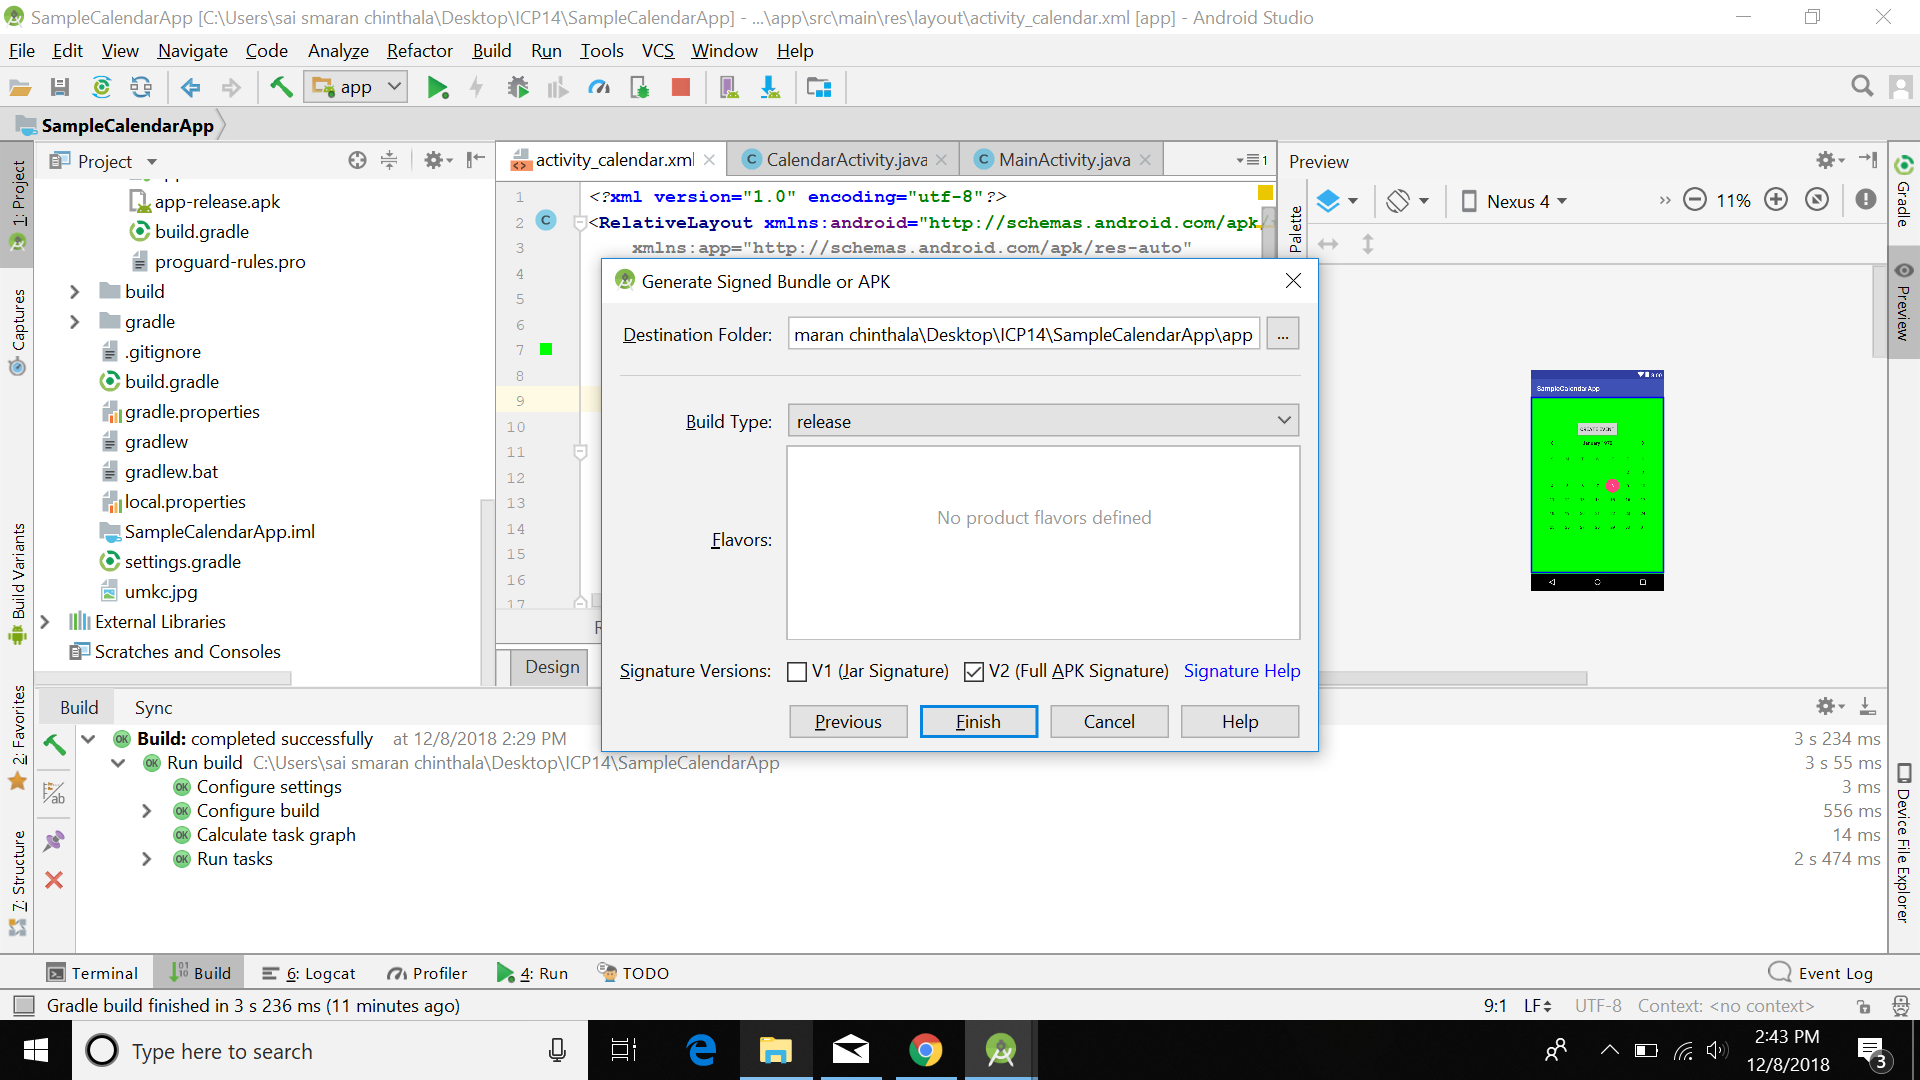 SampleCalendarApp [C:\Users\sai smaran chinthala\Desktop\ICP14\SampleCalendarApp] - ...\app\src\main\res\layout\activity_calendar.xml [app] - Android Studio
File Edit View Navigate Code Analyze Refactor Build Run Tools VCS Window Help
app
SampleCalendarApp
Project
app-release.apk
build.gradle
proguard-rules.pro
build
gradle
.gitignore
build.gradle
gradle.properties
gradlew
gradlew.bat
local.properties
SampleCalendarApp.iml
settings.gradle
umkc.jpg
External Libraries
Scratches and Consoles
1: Project
Captures
Build Variants
2: Favorites
7: Structure
activity_calendar.xml
CalendarActivity.java
MainActivity.java
1
1 <?xml version="1.0" encoding="utf-8"?>
2 <RelativeLayout xmlns:android="http://schemas.android.com/apk/
3 xmlns:app="http://schemas.android.com/apk/res-auto"
4
5
6
7
8
9
10
11
12
13
14
15
16
17
Design
Preview
Palette
Nexus 4
11%
SampleCalendarApp
CREATE EVENT
January 1970
Gradle
Preview
Device File Explorer
Generate Signed Bundle or APK
Destination Folder: maran chinthala\Desktop\ICP14\SampleCalendarApp\app ...
Build Type: release
Flavors: No product flavors defined
Signature Versions: V1 (Jar Signature) V2 (Full APK Signature) Signature Help
Previous Finish Cancel Help
Build Sync
Build: completed successfully at 12/8/2018 2:29 PM 3 s 234 ms
Run build C:\Users\sai smaran chinthala\Desktop\ICP14\SampleCalendarApp 3 s 55 ms
Configure settings 3 ms
Configure build 556 ms
Calculate task graph 14 ms
Run tasks 2 s 474 ms
Terminal Build 6: Logcat Profiler 4: Run TODO Event Log
Gradle build finished in 3 s 236 ms (11 minutes ago) 9:1 LF UTF-8 Context: <no context>
Type here to search
2:43 PM
12/8/2018
3